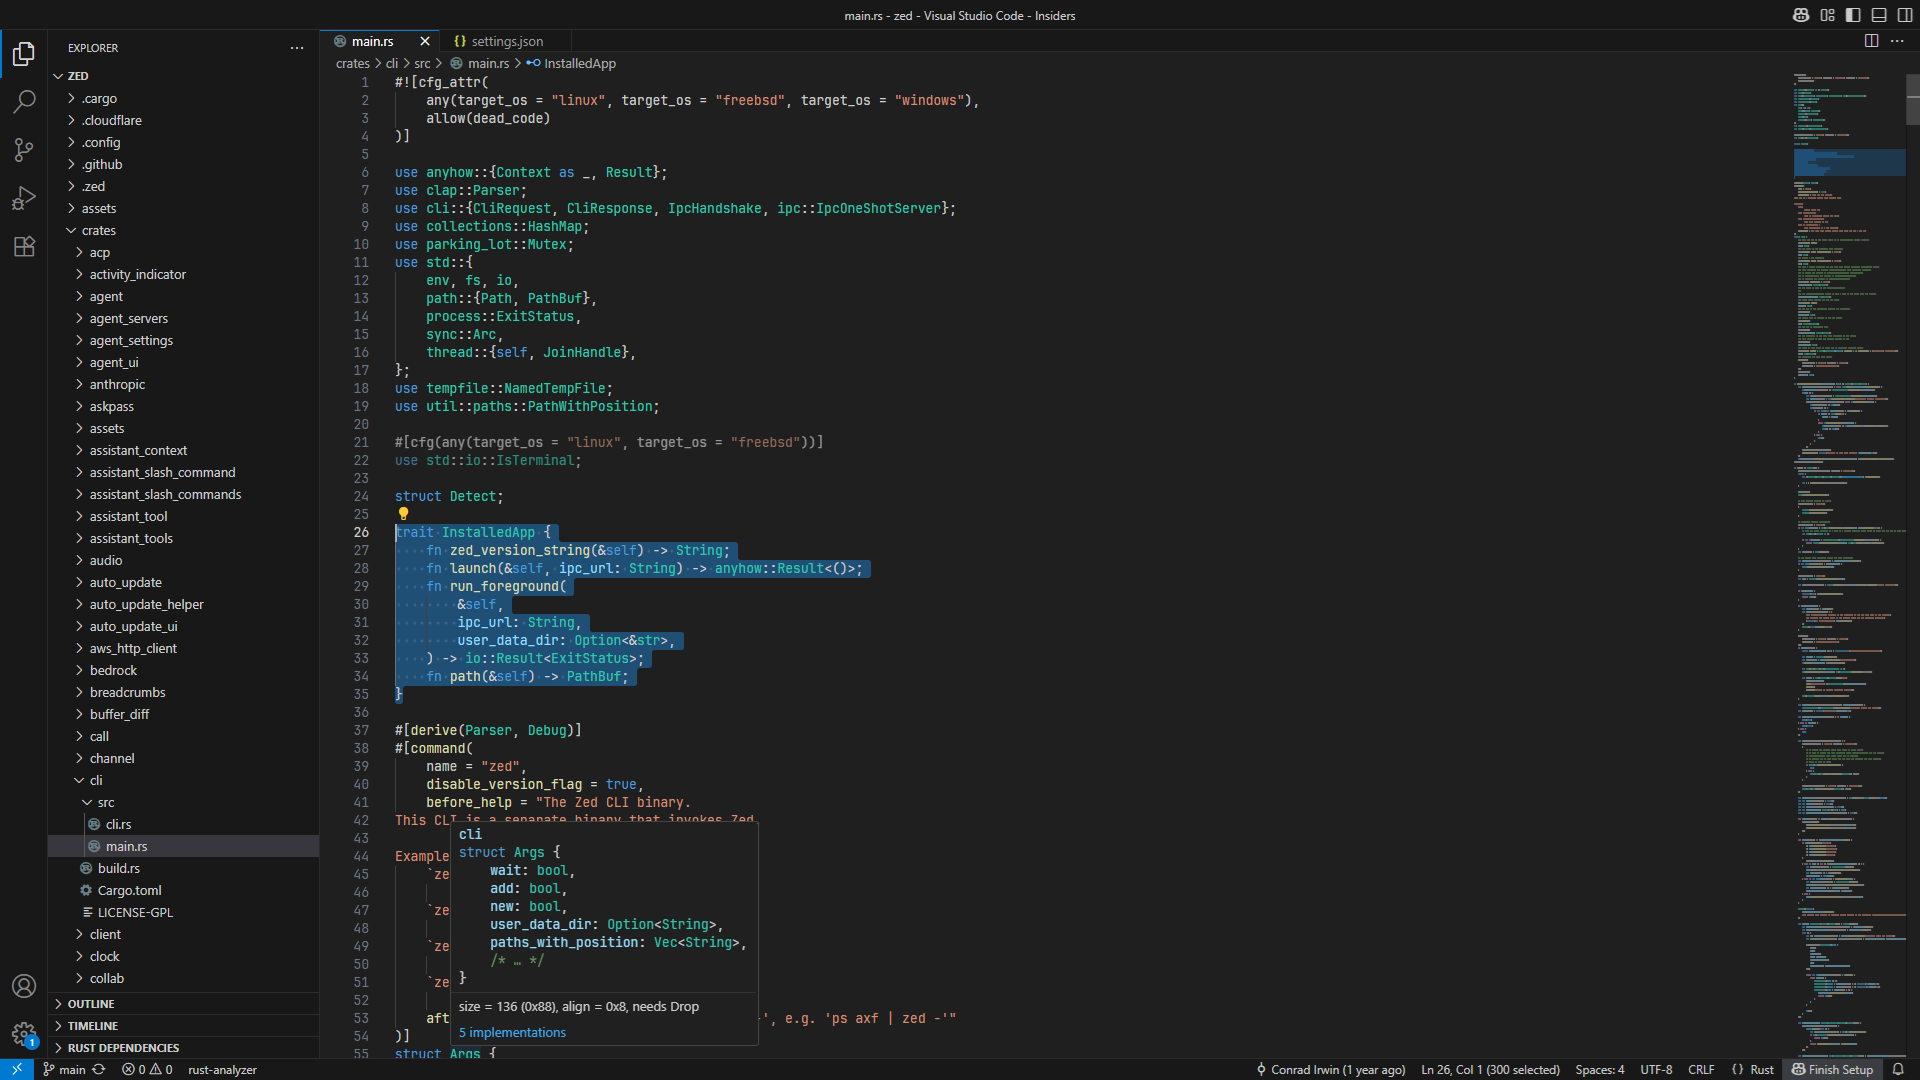 main.rs - zed - Visual Studio Code - Insiders
EXPLORER
ZED
.cargo
.cloudflare
.config
.github
.zed
assets
crates
acp
activity_indicator
agent
agent_servers
agent_settings
agent_ui
anthropic
askpass
assets
assistant_context
assistant_slash_command
assistant_slash_commands
assistant_tool
assistant_tools
audio
auto_update
auto_update_helper
auto_update_ui
aws_http_client
bedrock
breadcrumbs
buffer_diff
call
channel
cli
src
cli.rs
main.rs
build.rs
Cargo.toml
LICENSE-GPL
client
clock
collab
OUTLINE
TIMELINE
RUST DEPENDENCIES
1
main.rs
{} settings.json
crates > cli > src > main.rs > InstalledApp
1 #![cfg_attr(
2     any(target_os = "linux", target_os = "freebsd", target_os = "windows"),
3     allow(dead_code)
4 )]
5
6 use anyhow::{Context as _, Result};
7 use clap::Parser;
8 use cli::{CliRequest, CliResponse, IpcHandshake, ipc::IpcOneShotServer};
9 use collections::HashMap;
10 use parking_lot::Mutex;
11 use std::{
12     env, fs, io,
13     path::{Path, PathBuf},
14     process::ExitStatus,
15     sync::Arc,
16     thread::{self, JoinHandle},
17 };
18 use tempfile::NamedTempFile;
19 use util::paths::PathWithPosition;
20
21 #[cfg(any(target_os = "linux", target_os = "freebsd"))]
22 use std::io::IsTerminal;
23
24 struct Detect;
25
26 trait InstalledApp {
27     fn zed_version_string(&self) -> String;
28     fn launch(&self, ipc_url: String) -> anyhow::Result<()>;
29     fn run_foreground(
30         &self,
31         ipc_url: String,
32         user_data_dir: Option<&str>,
33     ) -> io::Result<ExitStatus>;
34     fn path(&self) -> PathBuf;
35 }
36
37 #[derive(Parser, Debug)]
38 #[command(
39     name = "zed",
40     disable_version_flag = true,
41     before_help = "The Zed CLI binary.
42 This CLI is a separate binary that invokes Zed.
43
44 Example
45     `ze
46
47     `ze
48
49     `ze
50
51     `ze
52
53     aft -', e.g. 'ps axf | zed -'"
54 )]
55 struct Args {
cli
struct Args {
    wait: bool,
    add: bool,
    new: bool,
    user_data_dir: Option<String>,
    paths_with_position: Vec<String>,
    /* … */
}
size = 136 (0x88), align = 0x8, needs Drop
5 implementations
main 0 0 rust-analyzer Conrad Irwin (1 year ago) Ln 26, Col 1 (300 selected) Spaces: 4 UTF-8 CRLF {} Rust Finish Setup